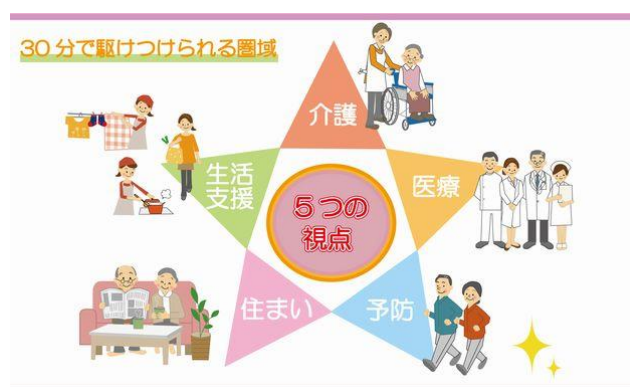 30分で駆けつけられる圏域
介護
生活
支援
医療
5つの
視点
住まい
予防